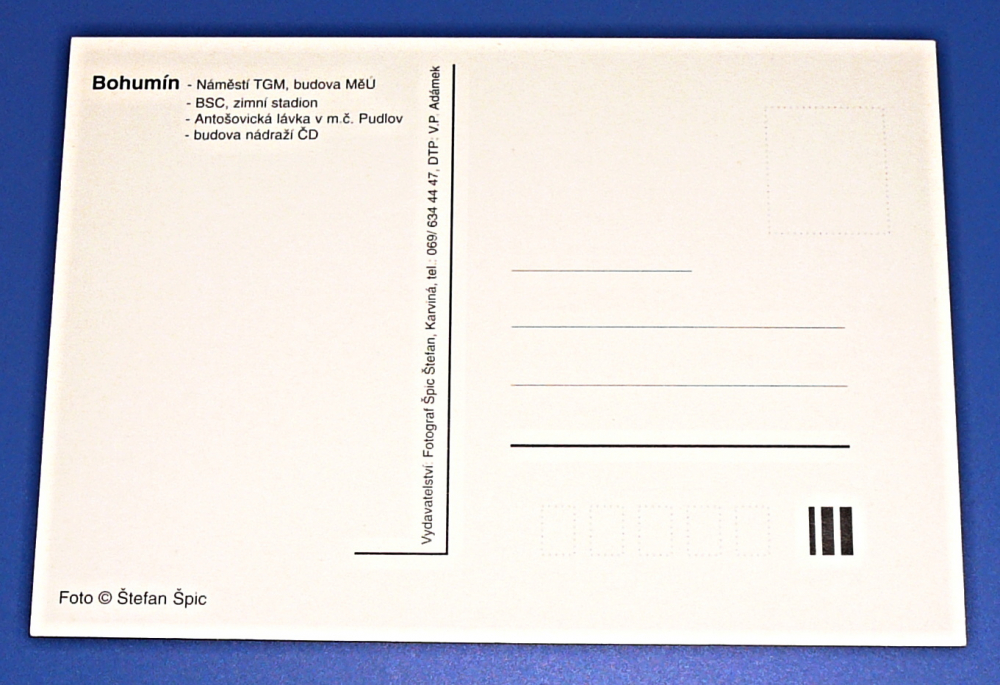 Bohumín - Náměstí TGM, budova MěÚ
- BSC, zimní stadion
- Antošovická lávka v m.č. Pudlov
- budova nádraží ČD
Vydavatelství Fotograf Špic Štefan, Karviná, tel.: 069/ 634 44 47, DTP: V.P. Adámek
Foto © Štefan Špic